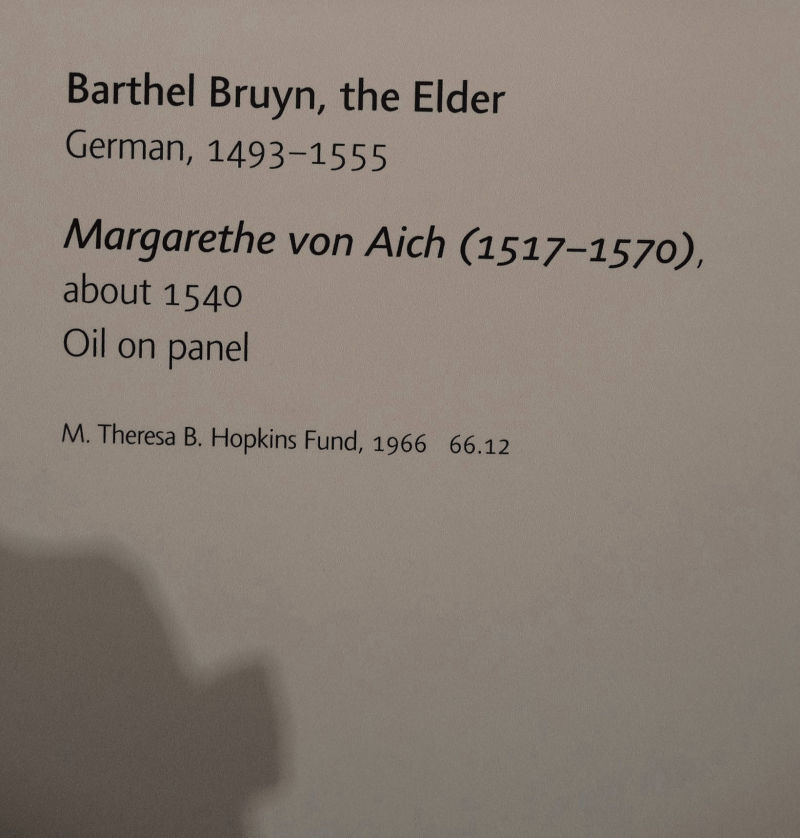 Barthel Bruyn, the Elder
German, 1493–1555
Margarethe von Aich (1517–1570),
about 1540
Oil on panel
M. Theresa B. Hopkins Fund, 1966 66.12